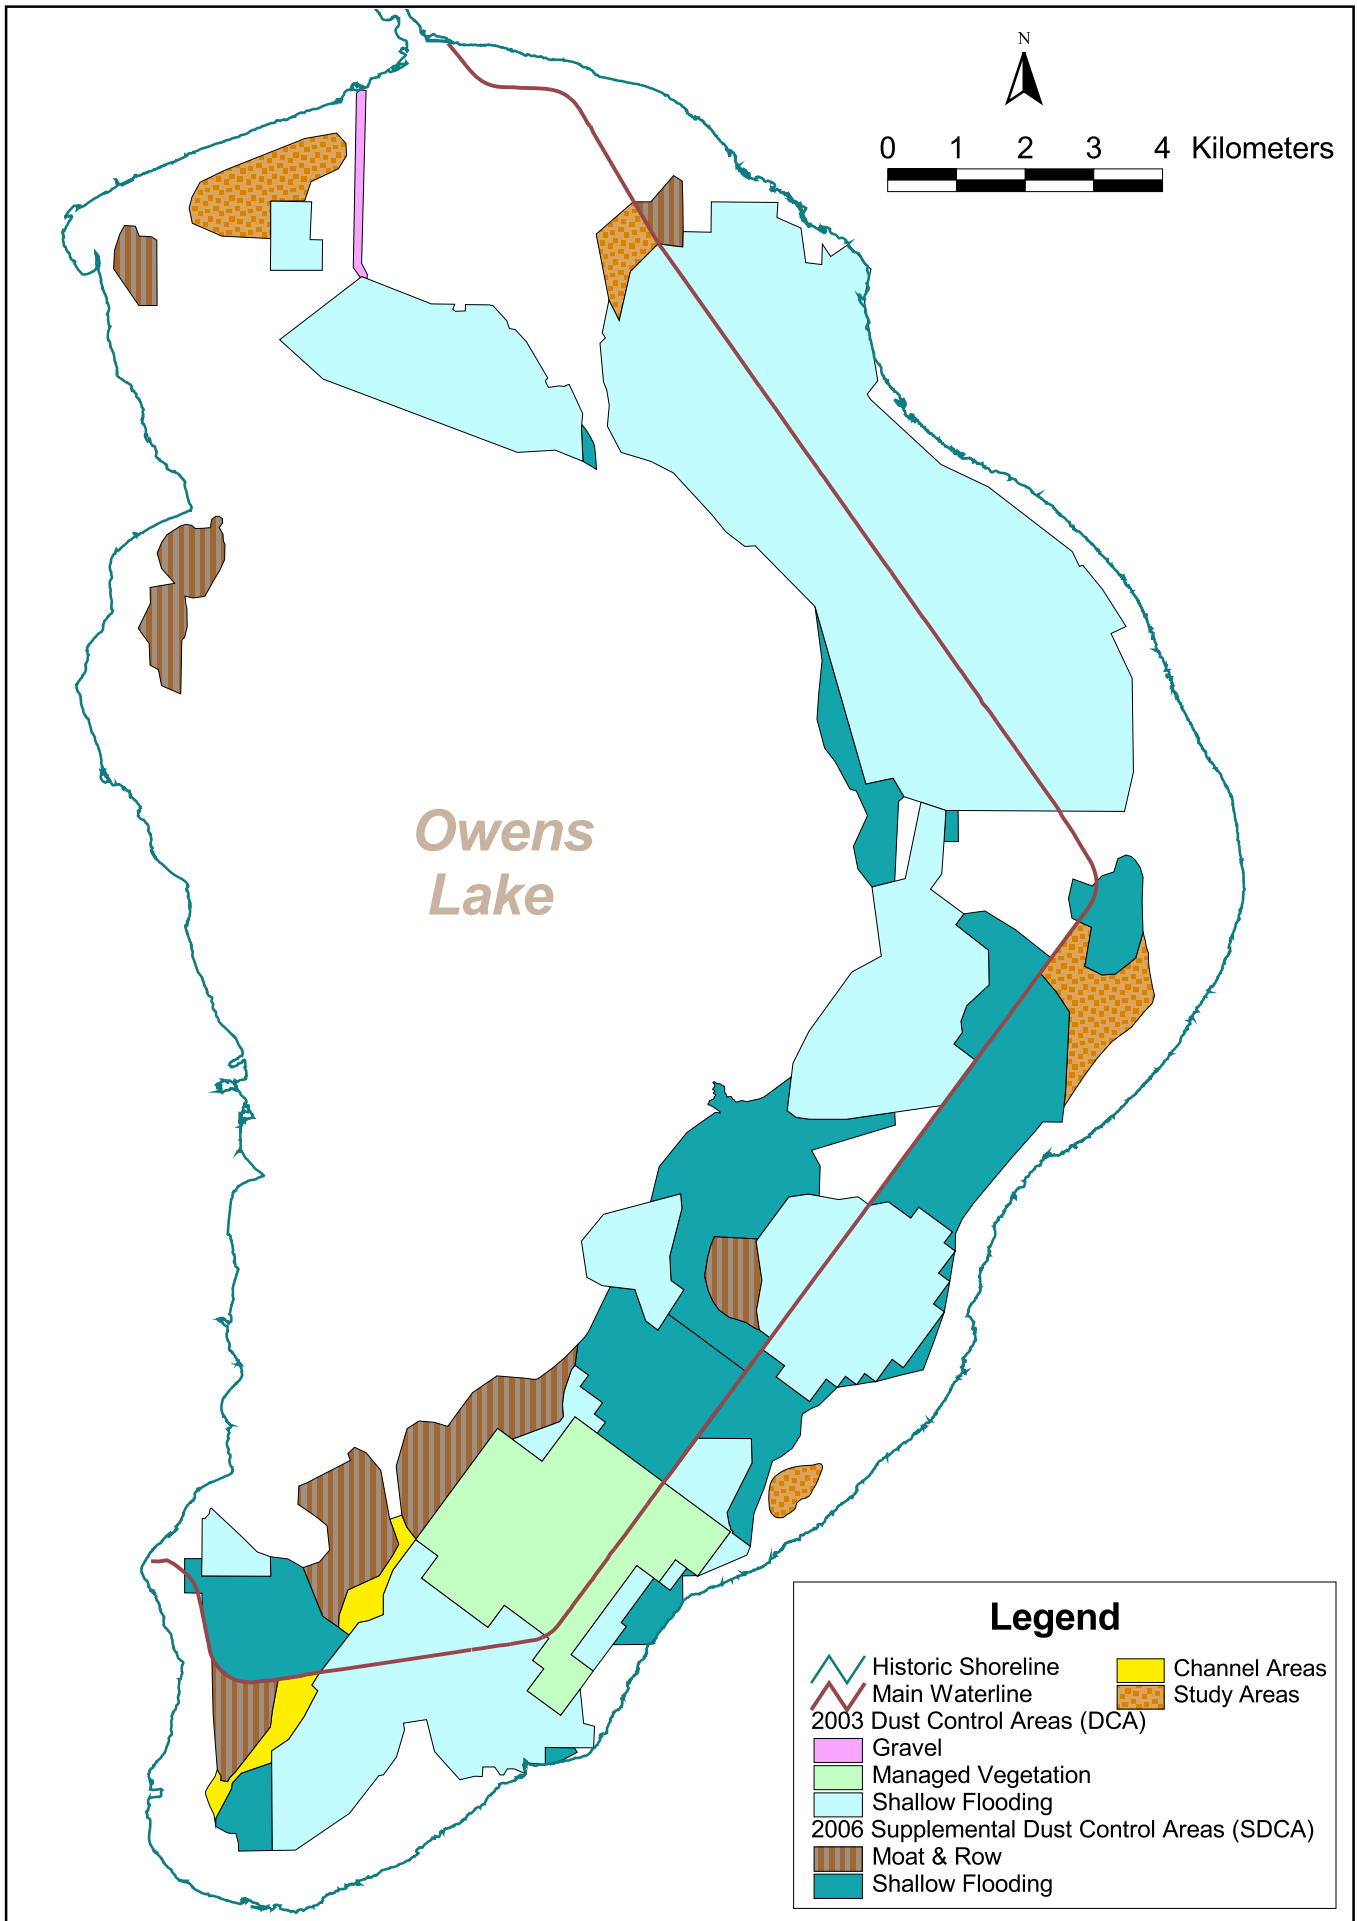 N
0 1 2 3 4 Kilometers
Owens
Lake
Legend
Historic Shoreline
Main Waterline
2003 Dust Control Areas (DCA)
Gravel
Managed Vegetation
Shallow Flooding
2006 Supplemental Dust Control Areas (SDCA)
Moat & Row
Shallow Flooding
Channel Areas
Study Areas